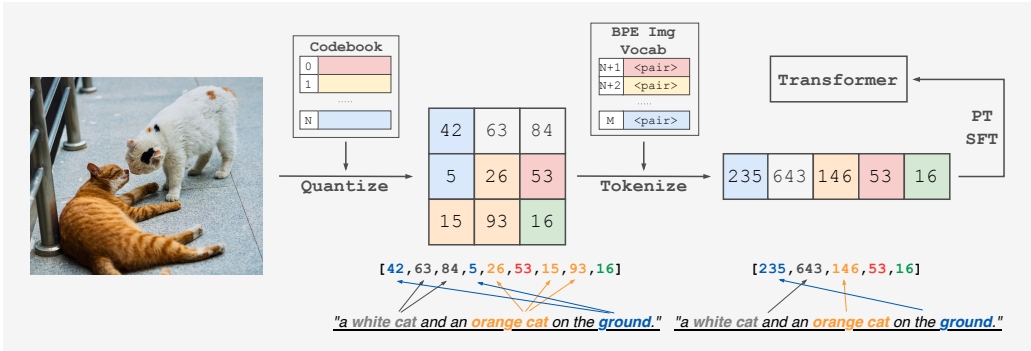 Codebook
0
1
.....
N
Quantize
42 63 84
5 26 53
15 93 16
[42,63,84,5,26,53,15,93,16]
"a white cat and an orange cat on the ground."
BPE Img
Vocab
N+1 <pair>
N+2 <pair>
.....
M <pair>
Tokenize
235 643 146 53 16
[235,643,146,53,16]
"a white cat and an orange cat on the ground."
Transformer
PT
SFT